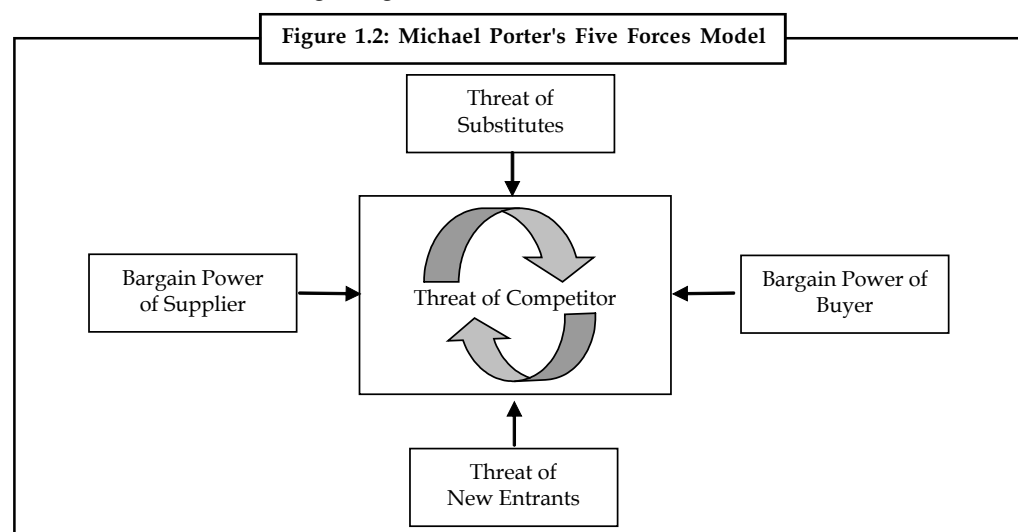 Figure 1.2: Michael Porter's Five Forces Model
Threat of
Substitutes
Bargain Power
of Supplier
Threat of Competitor
Bargain Power of
Buyer
Threat of
New Entrants